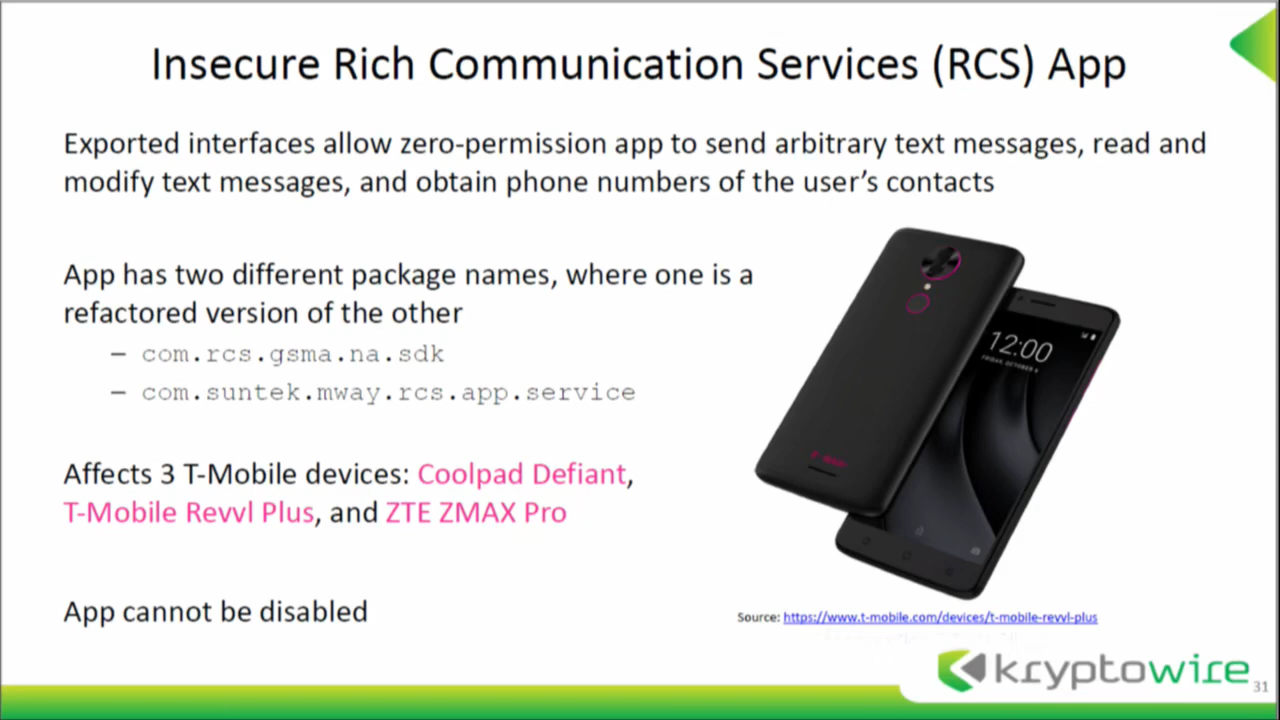 Insecure Rich Communication Services (RCS) App
Exported interfaces allow zero-permission app to send arbitrary text messages, read and
modify text messages, and obtain phone numbers of the user's contacts
App has two different package names, where one is a
refactored version of the other
– com.rcs.gsma.na.sdk
– com.suntek.mway.rcs.app.service
Affects 3 T-Mobile devices: Coolpad Defiant,
T-Mobile Revvl Plus, and ZTE ZMAX Pro
App cannot be disabled
12:00
Source: https://www.t-mobile.com/devices/t-mobile-revvl-plus
kryptowire
31